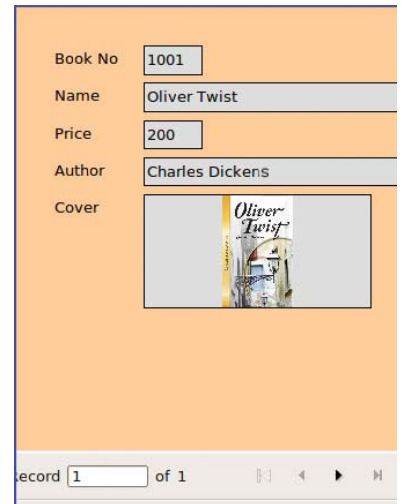 Book No 1001
Name Oliver Twist
Price 200
Author Charles Dickens
Cover
Oliver
Twist
ecord 1 of 1